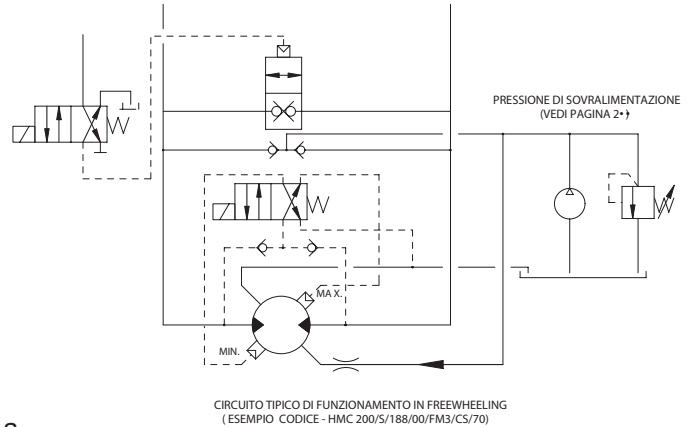 PRESSIONE DI SOVRALIMENTAZIONE
(VEDI PAGINA 2
MAX.
MIN.
CIRCUITO TIPICO DI FUNZIONAMENTO IN FREEWHEELING
( ESEMPIO CODICE - HMC 200/S/188/00/FM3/CS/70)